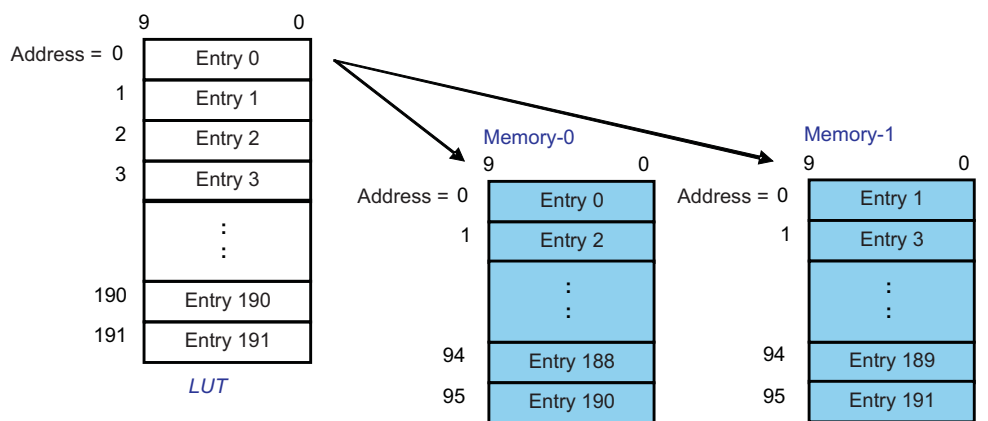 9 0
Address = 0 Entry 0
1 Entry 1
2 Entry 2
3 Entry 3
:
:
190 Entry 190
191 Entry 191
LUT
Memory-0
9 0
Address = 0 Entry 0
1 Entry 2
:
:
94 Entry 188
95 Entry 190
Memory-1
9 0
Address = 0 Entry 1
1 Entry 3
:
:
94 Entry 189
95 Entry 191